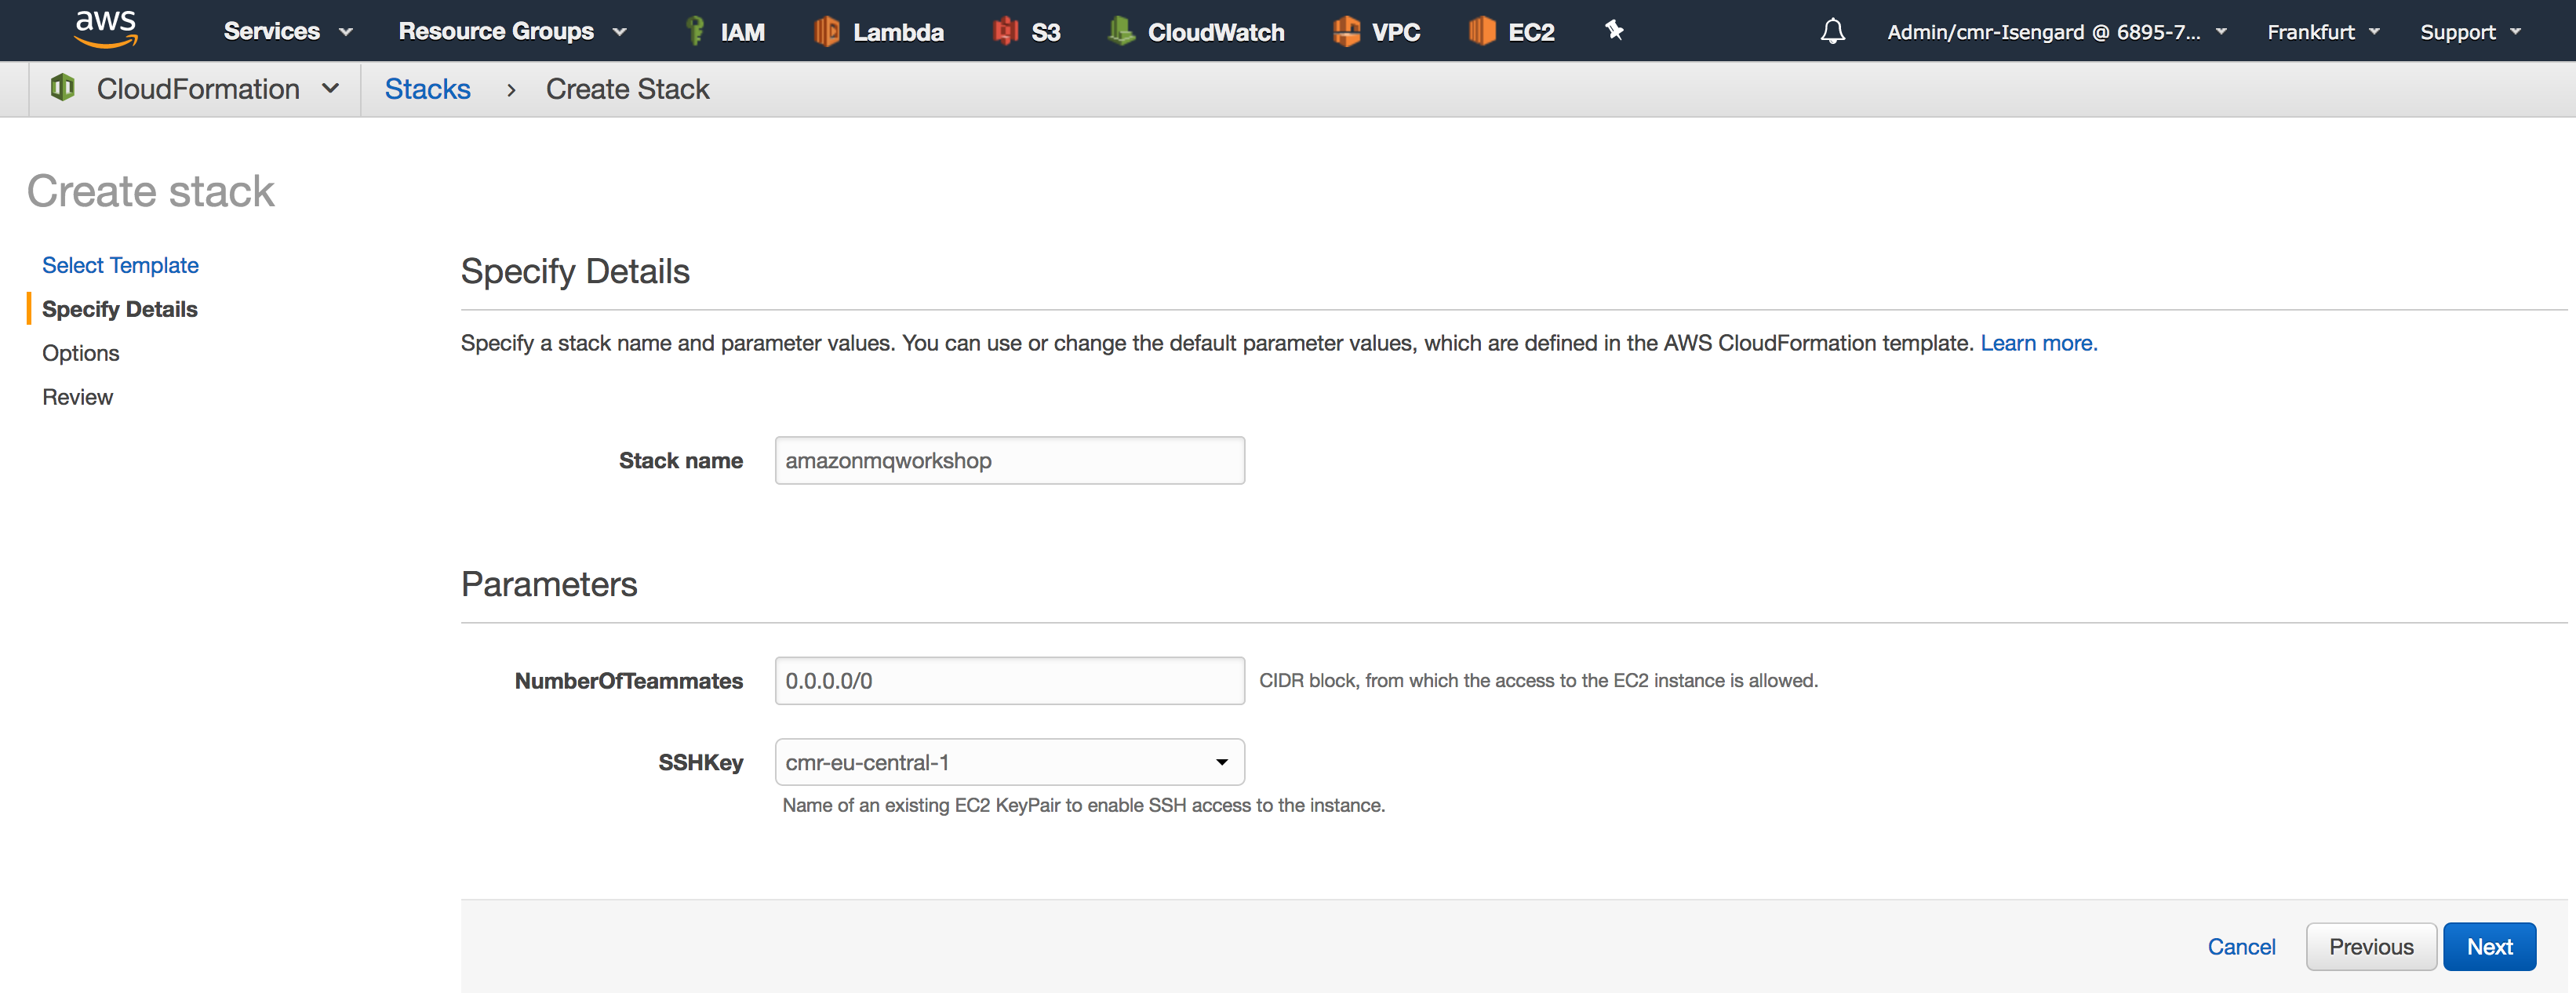 aws Services Resource Groups IAM Lambda S3 CloudWatch VPC EC2 Admin/cmr-Isengard @ 6895-7... Frankfurt Support
CloudFormation Stacks › Create Stack
Create stack
Select Template
Specify Details
Options
Review
Specify Details
Specify a stack name and parameter values. You can use or change the default parameter values, which are defined in the AWS CloudFormation template. Learn more.
Stack name amazonmqworkshop
Parameters
NumberOfTeammates 0.0.0.0/0 CIDR block, from which the access to the EC2 instance is allowed.
SSHKey cmr-eu-central-1
Name of an existing EC2 KeyPair to enable SSH access to the instance.
Cancel Previous Next